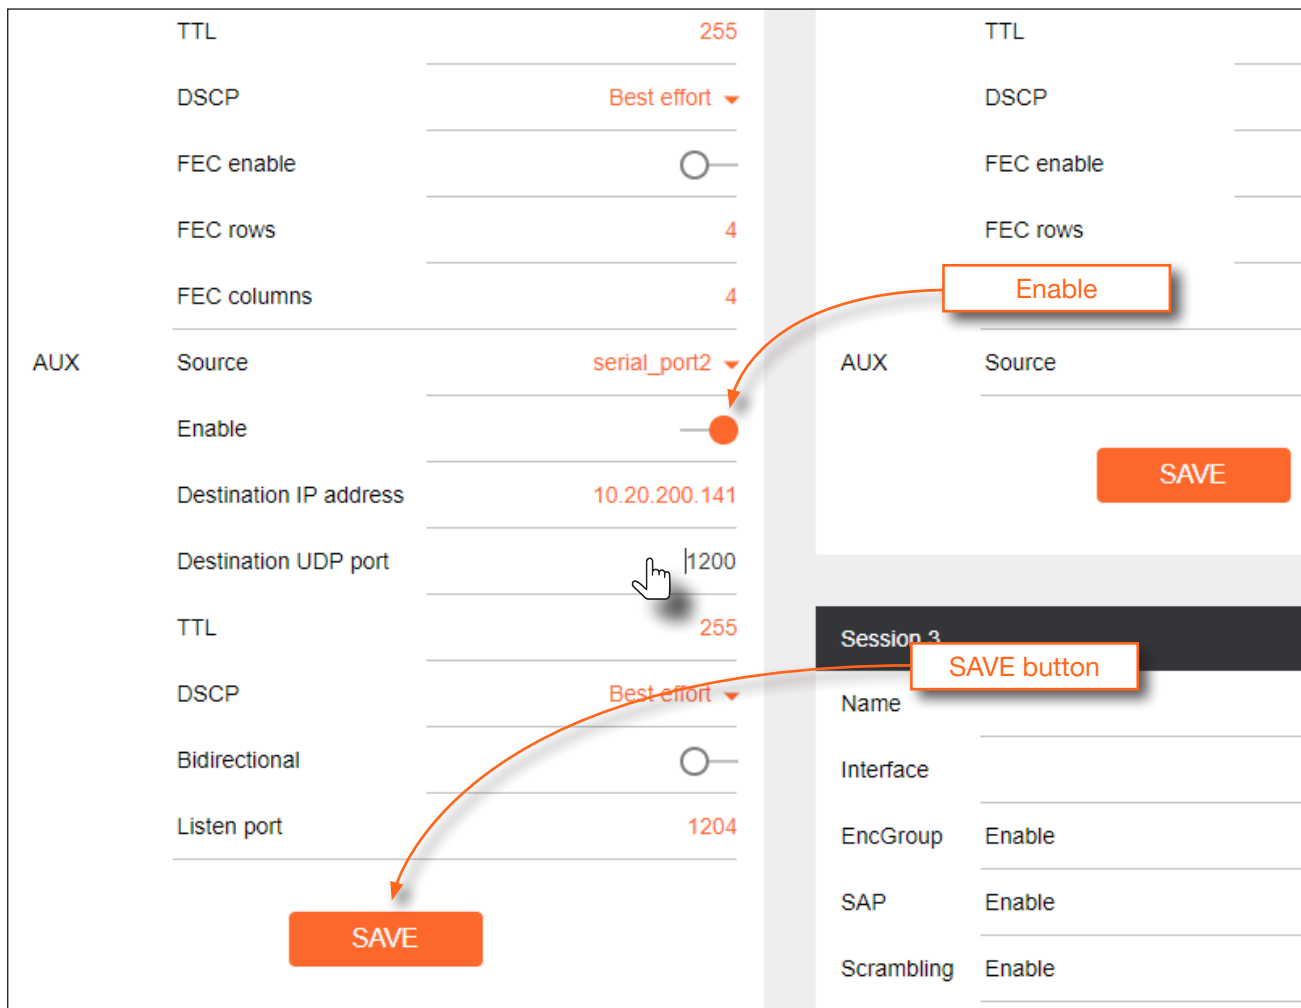 TTL 255
DSCP Best effort
FEC enable
FEC rows 4
FEC columns 4
AUX Source serial_port2
Enable
Destination IP address 10.20.200.141
Destination UDP port 1200
TTL 255
DSCP Best effort
Bidirectional
Listen port 1204
SAVE
TTL
DSCP
FEC enable
FEC rows
Enable
AUX Source
SAVE
Session 3
SAVE button
Name
Interface
EncGroup Enable
SAP Enable
Scrambling Enable